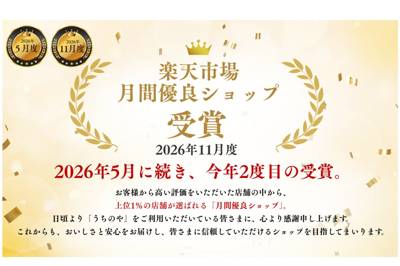 2026年
5月度
2026年
11月度
楽天市場
月間優良ショップ
受賞
2026年11月度
2026年5月に続き、今年2度目の受賞。
お客様から高い評価をいただいた店舗の中から、
上位1%の店舗が選ばれる「月間優良ショップ」。
日頃より「うちのや」をご利用いただいている皆さまに、心より感謝申し上げます。
これからも、おいしさと安心をお届けし、皆さまに信頼していただけるショップを目指してまいります。